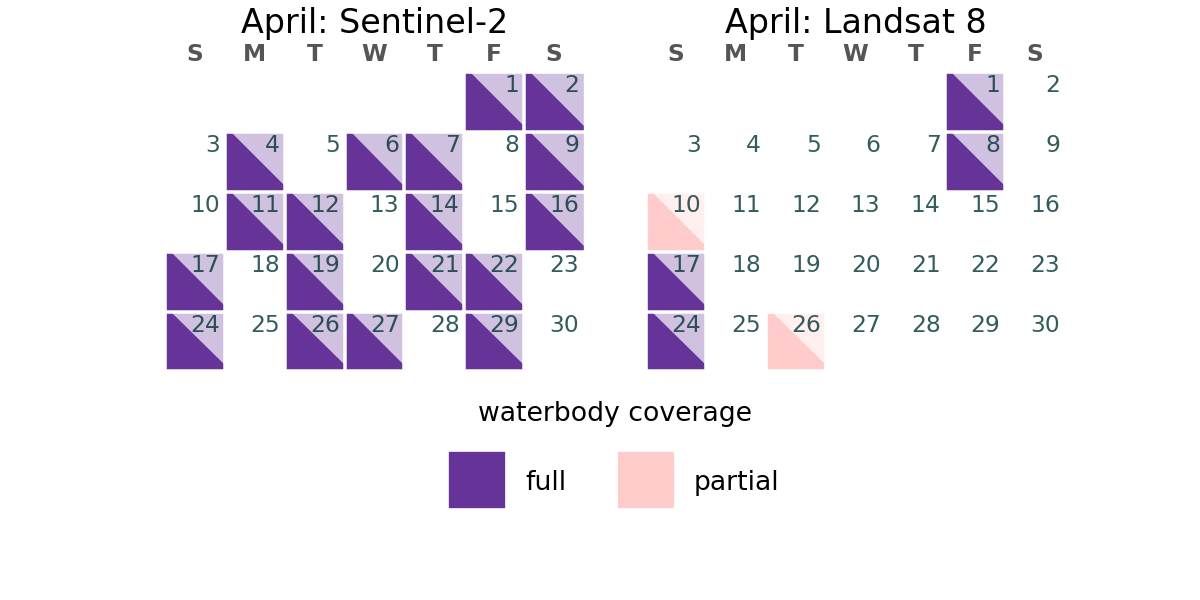 April: Sentinel-2
S M T W T F S
1 2
3 4 5 6 7 8 9
10 11 12 13 14 15 16
17 18 19 20 21 22 23
24 25 26 27 28 29 30
April: Landsat 8
S M T W T F S
1 2
3 4 5 6 7 8 9
10 11 12 13 14 15 16
17 18 19 20 21 22 23
24 25 26 27 28 29 30
waterbody coverage
full
partial